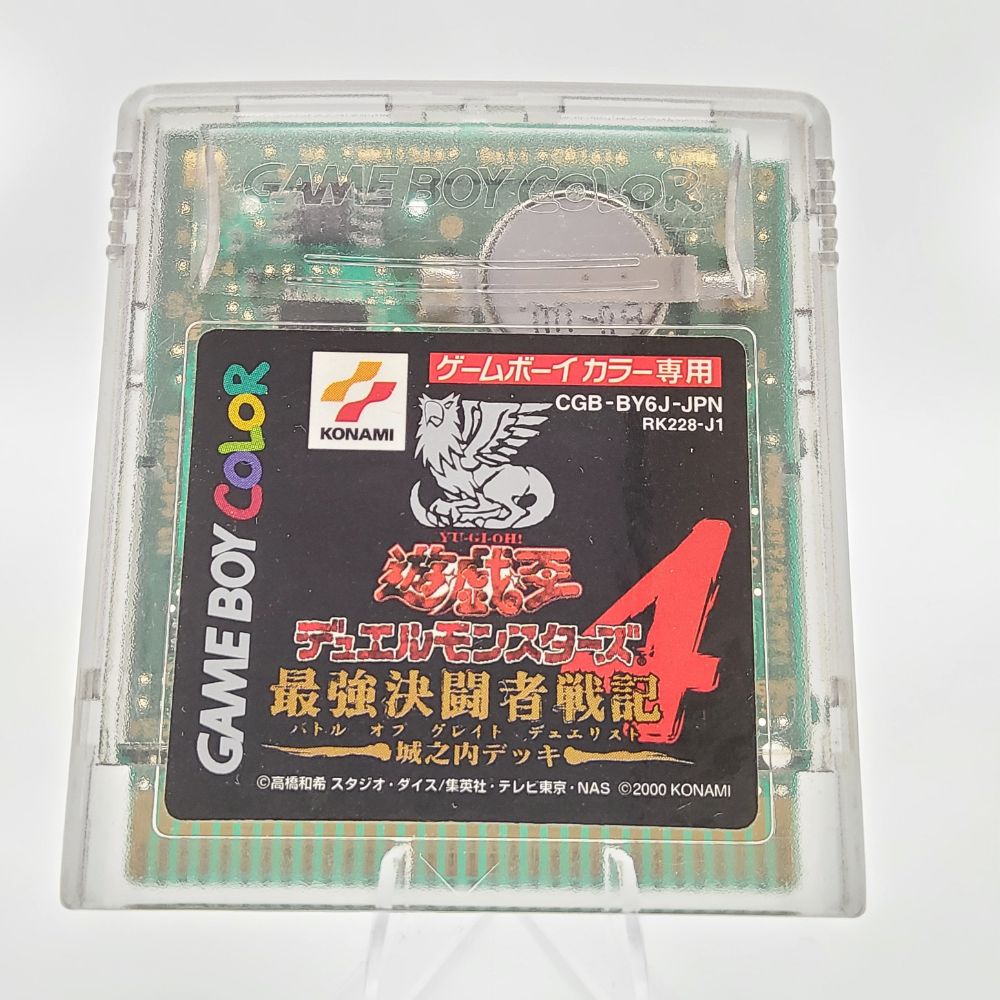 GAME BOY COLOR
GAME BOY COLOR
KONAMI
ゲームボーイカラー専用
CGB-BY6J-JPN
RK228-J1
YU-GI-OH!
遊戯王
デュエルモンスターズ
4
最強決闘者戦記
バトル オブ グレイト デュエリスト
城之内デッキ
©高橋和希 スタジオ・ダイス/集英社・テレビ東京・NAS ©2000 KONAMI